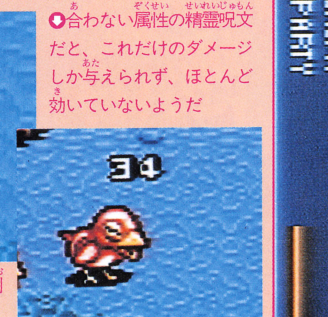 合わない属性の精霊呪文
だと、これだけのダメージ
しか与えられず、ほとんど
効いていないようだ
34
PARTY